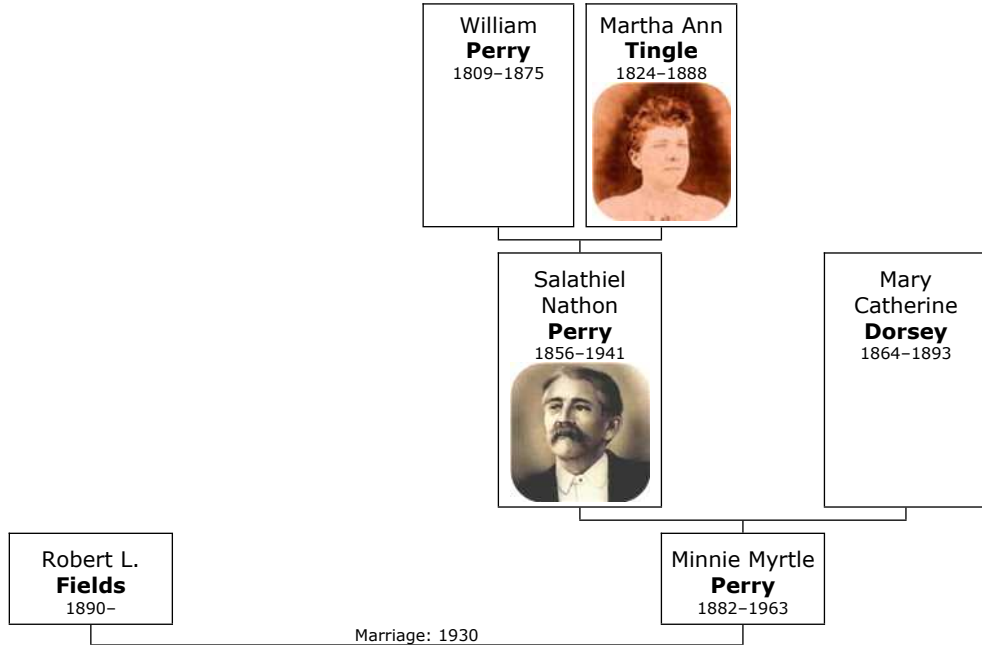 William
Perry
1809–1875
Martha Ann
Tingle
1824–1888
Salathiel
Nathon
Perry
1856–1941
Mary
Catherine
Dorsey
1864–1893
Robert L.
Fields
1890–
Minnie Myrtle
Perry
1882–1963
Marriage: 1930